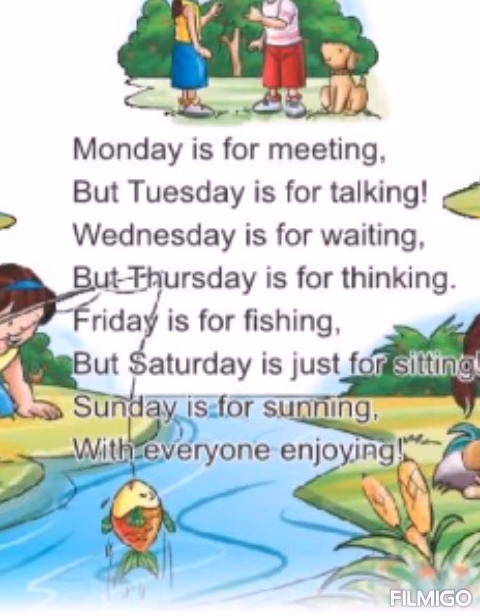 Monday is for meeting,
But Tuesday is for talking!
Wednesday is for waiting,
But Thursday is for thinking.
Friday is for fishing,
But Saturday is just for sitting!
Sunday is for sunning,
With everyone enjoying!
FILMIGO